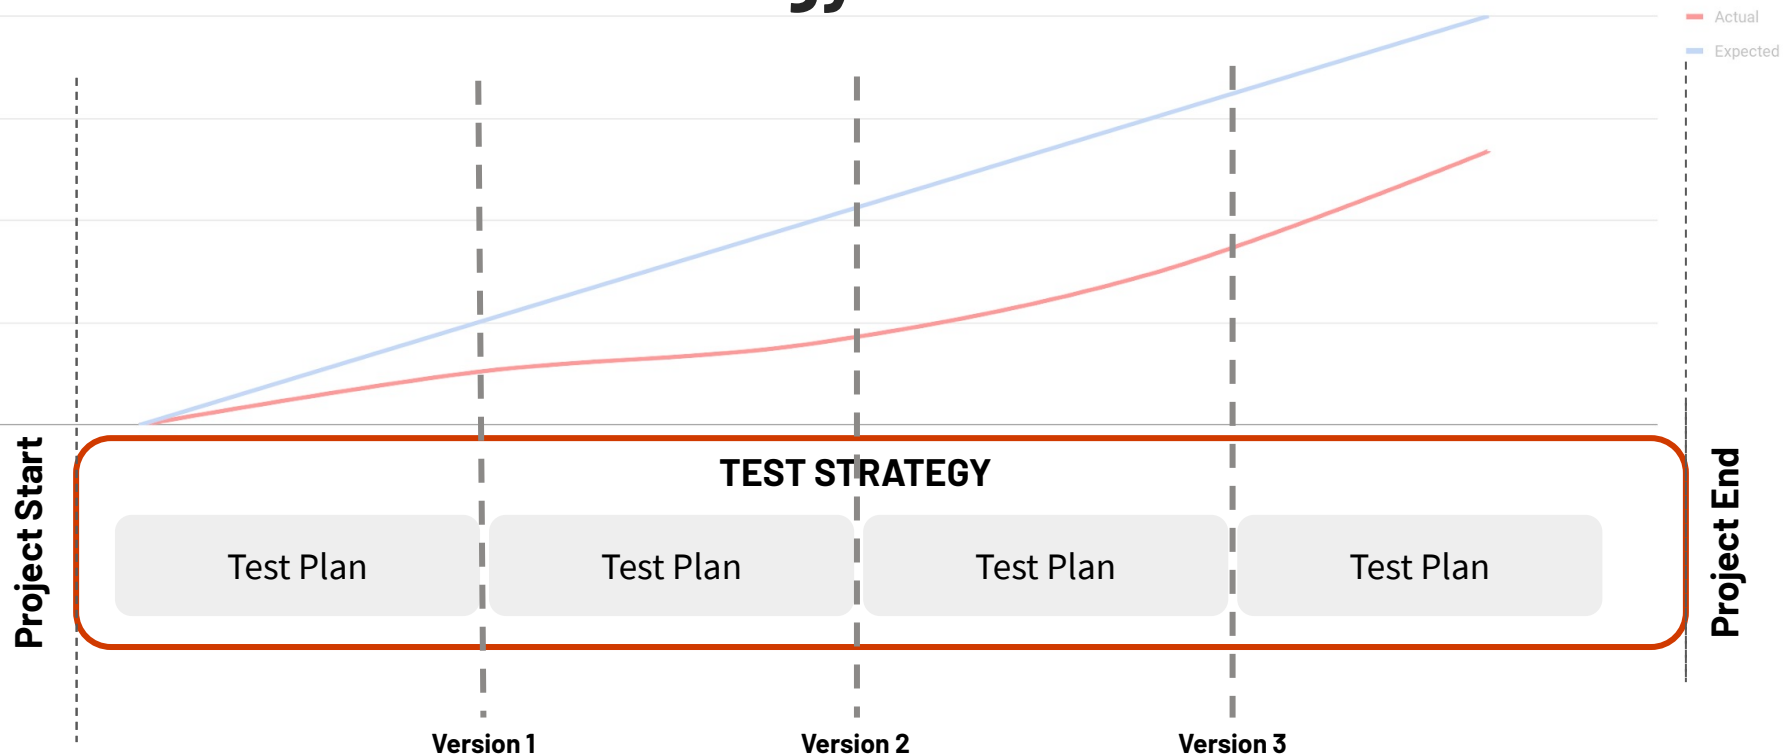 Actual
Expected
Project Start
TEST STRATEGY
Test Plan
Test Plan
Test Plan
Test Plan
Project End
Version 1
Version 2
Version 3